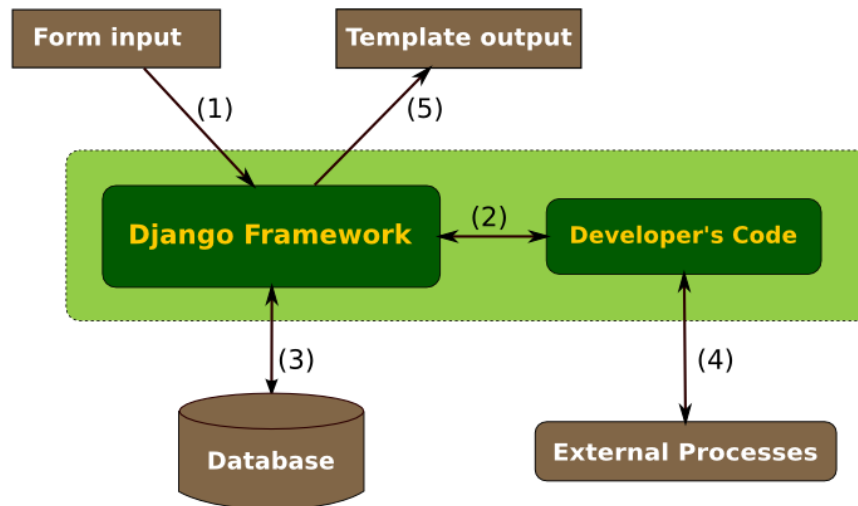 Form input
Template output
(1)
(5)
Django Framework
(2)
Developer's Code
(3)
(4)
Database
External Processes